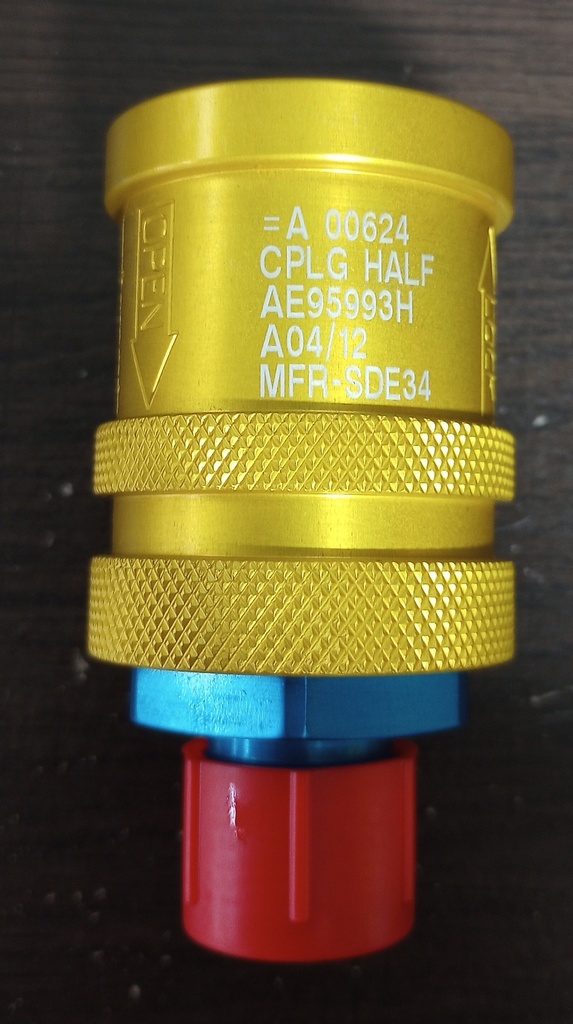 OPEN
=A 00624
CPLG HALF
AE95993H
A04/12
MFR-SDE34